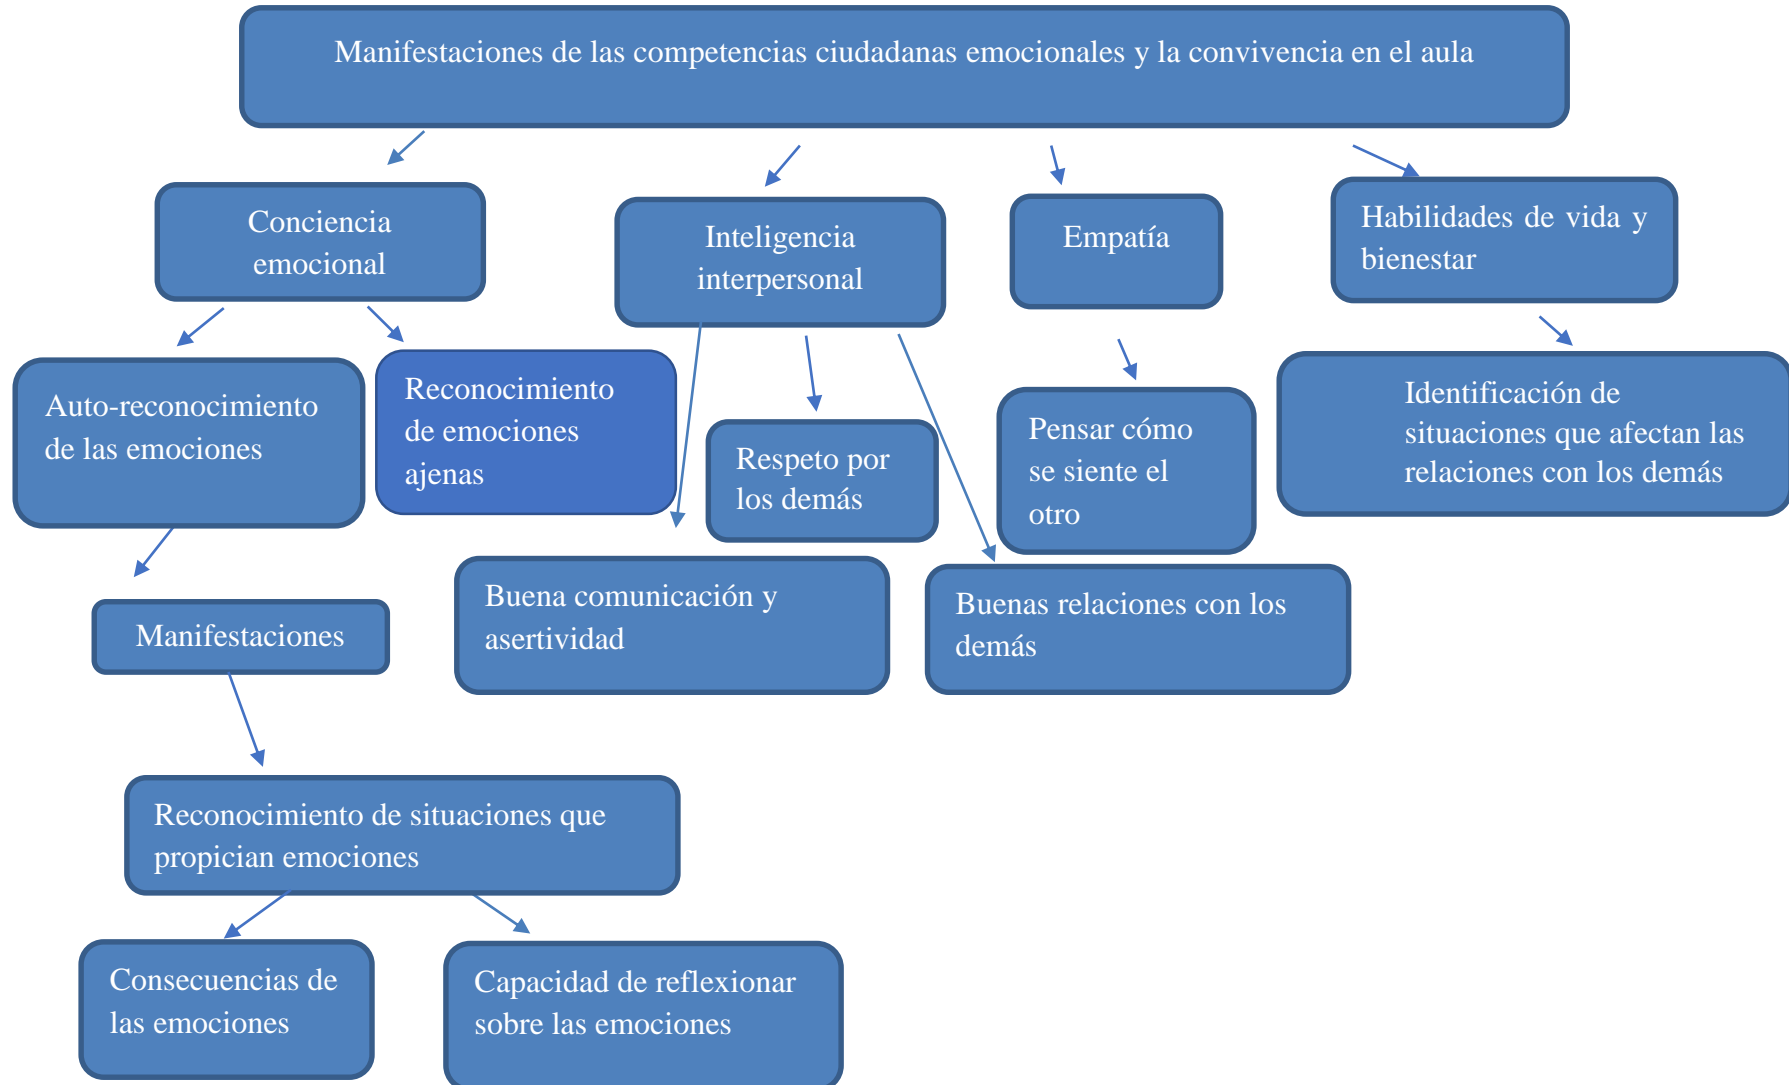 Manifestaciones de las competencias ciudadanas emocionales y la convivencia en el aula
Conciencia
emocional
Inteligencia
interpersonal
Empatía
Habilidades de vida y
bienestar
Auto-reconocimiento
de las emociones
Reconocimiento
de emociones
ajenas
Respeto por
los demás
Pensar cómo
se siente el
otro
Identificación de
situaciones que afectan las
relaciones con los demás
Buena comunicación y
asertividad
Buenas relaciones con los
demás
Manifestaciones
Reconocimiento de situaciones que
propician emociones
Consecuencias de
las emociones
Capacidad de reflexionar
sobre las emociones